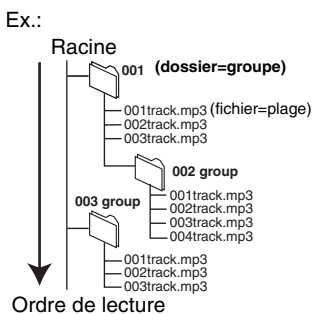 Ex.:
Racine
001 (dossier=groupe)
001track.mp3 (fichier=plage)
002track.mp3
003track.mp3
002 group
001track.mp3
002track.mp3
003track.mp3
004track.mp3
003 group
001track.mp3
002track.mp3
003track.mp3
Ordre de lecture